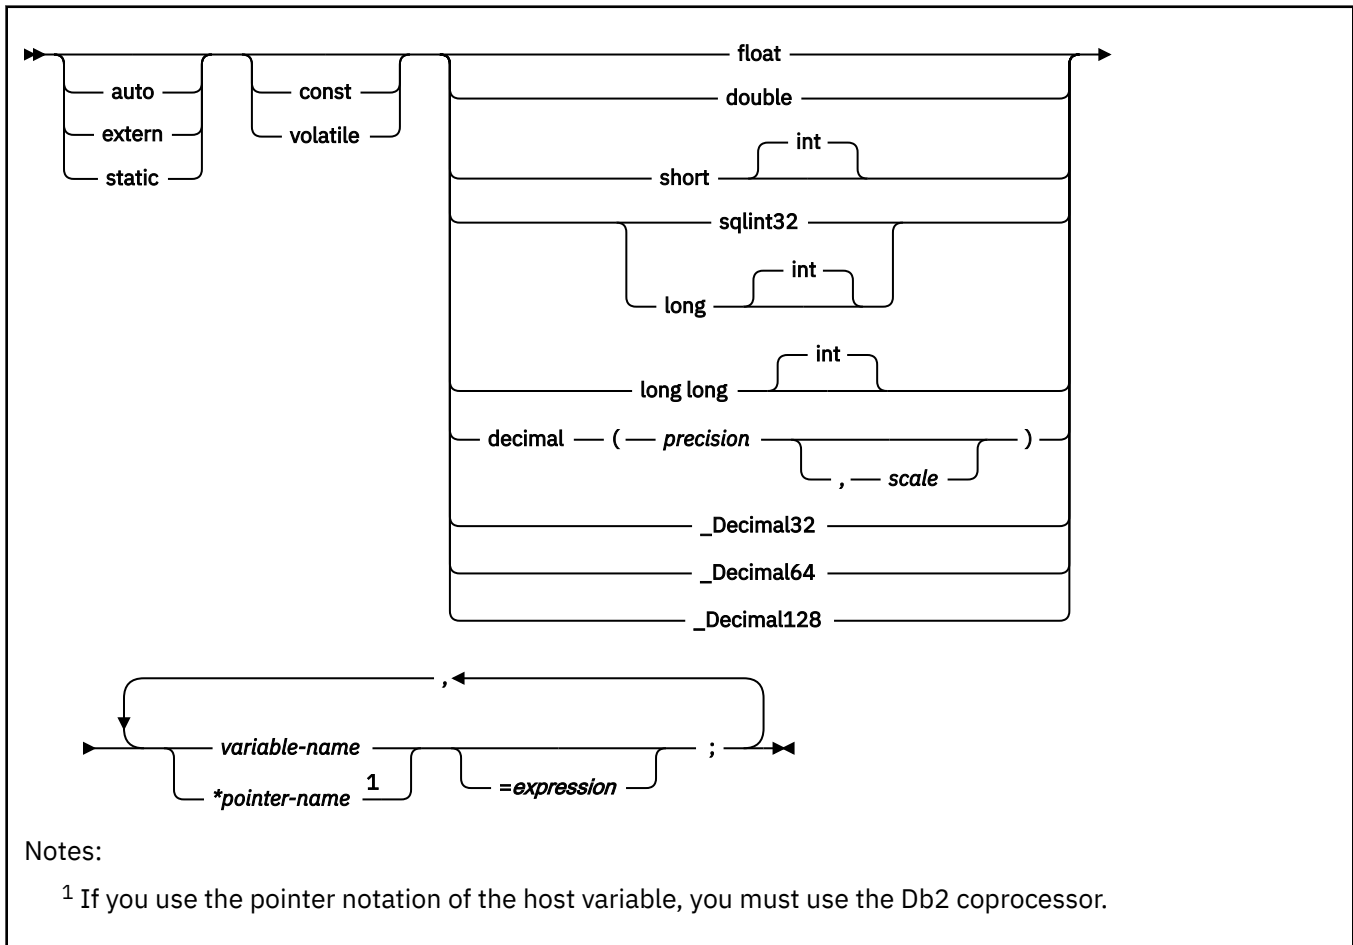 float
auto const double
extern volatile int
static short
sqlint32
int
long
int
long long
decimal ( precision )
, scale
_Decimal32
_Decimal64
_Decimal128
,
variable-name ;
*pointer-name 1 =expression
Notes:
1 If you use the pointer notation of the host variable, you must use the Db2 coprocessor.